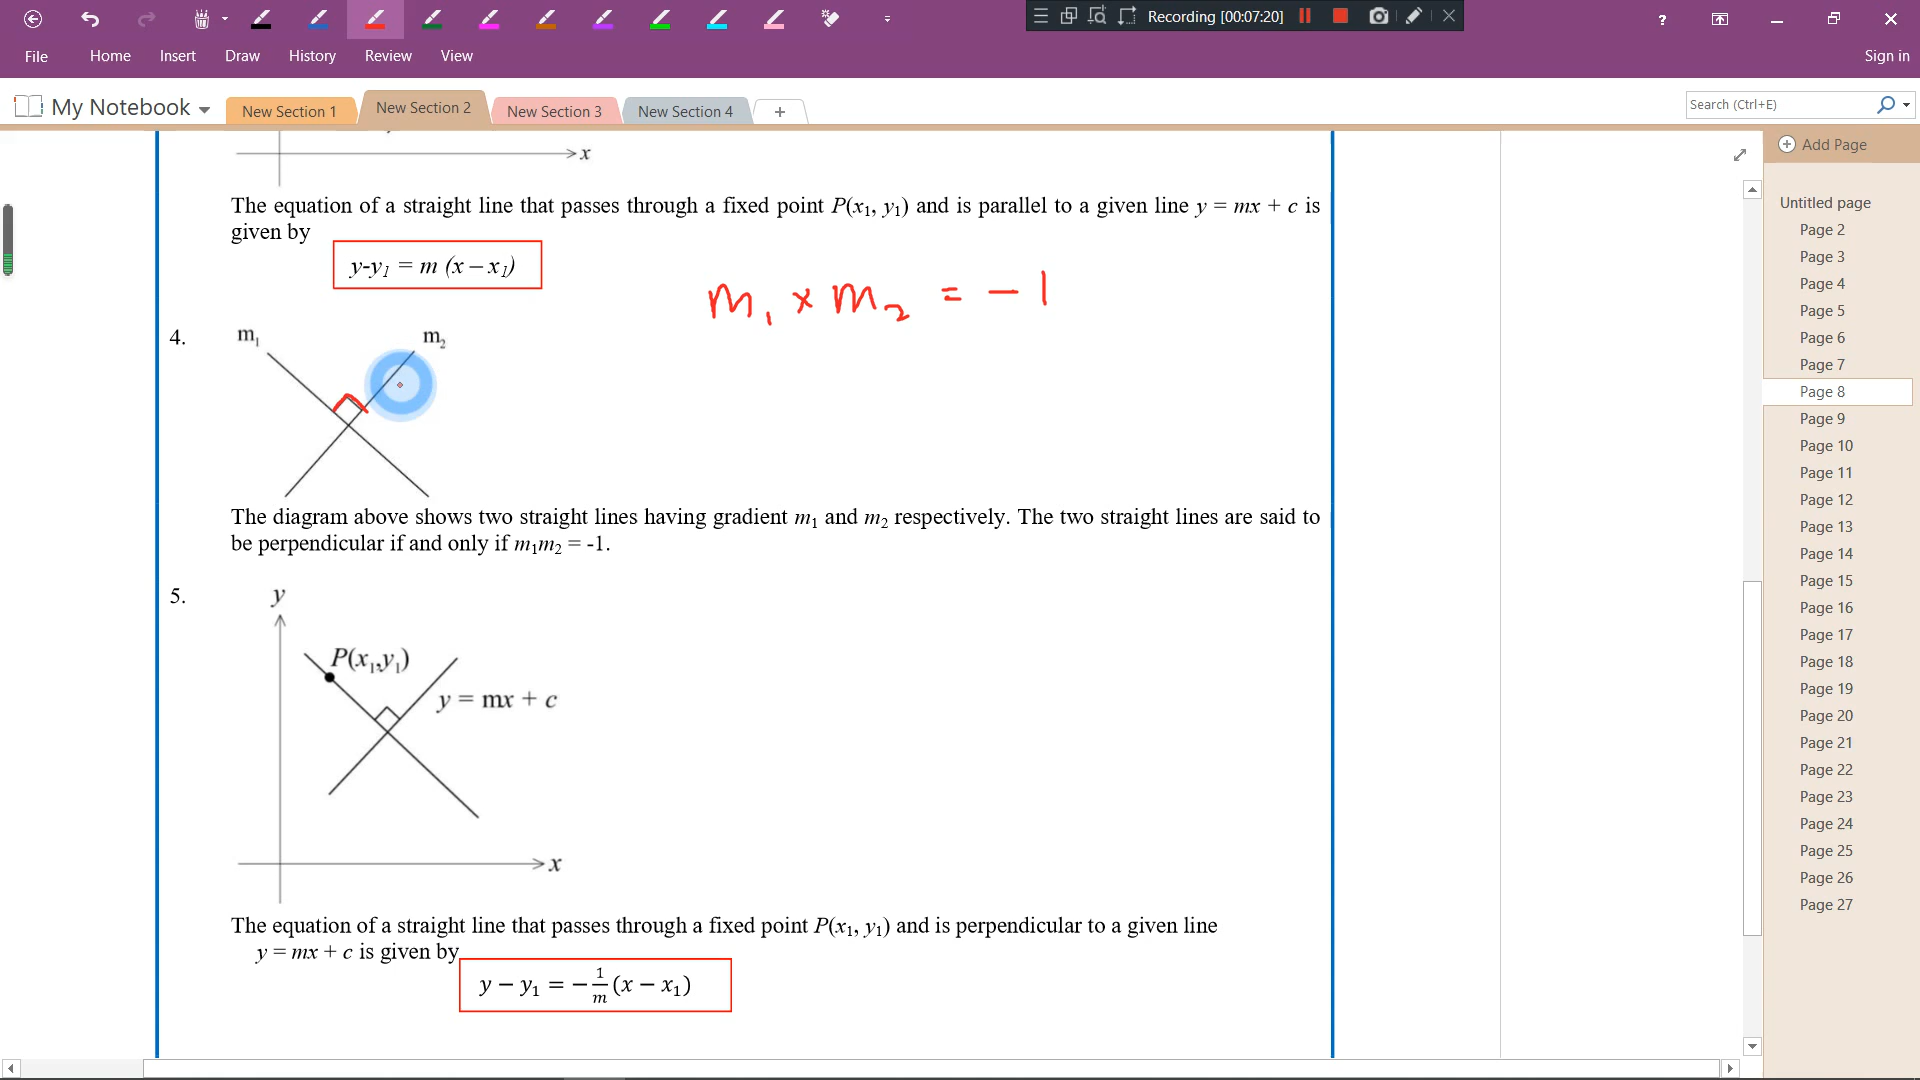 Recording [00:07:20]
?
File Home Insert Draw History Review View
Sign in
My Notebook
New Section 1 New Section 2 New Section 3 New Section 4 +
Search (Ctrl+E)
Add Page
Untitled page
Page 2
Page 3
Page 4
Page 5
Page 6
Page 7
Page 8
Page 9
Page 10
Page 11
Page 12
Page 13
Page 14
Page 15
Page 16
Page 17
Page 18
Page 19
Page 20
Page 21
Page 22
Page 23
Page 24
Page 25
Page 26
Page 27
x
The equation of a straight line that passes through a fixed point P(x₁, y₁) and is parallel to a given line y = mx + c is
given by
y-y₁ = m (x – x₁)
m₁ × m₂ = -1
4.
m₁ m₂
The diagram above shows two straight lines having gradient m₁ and m₂ respectively. The two straight lines are said to
be perpendicular if and only if m₁m₂ = -1.
5.
y
P(x₁,y₁)
y = mx + c
x
The equation of a straight line that passes through a fixed point P(x₁, y₁) and is perpendicular to a given line
y = mx + c is given by
y − y₁ = −1/m (x − x₁)